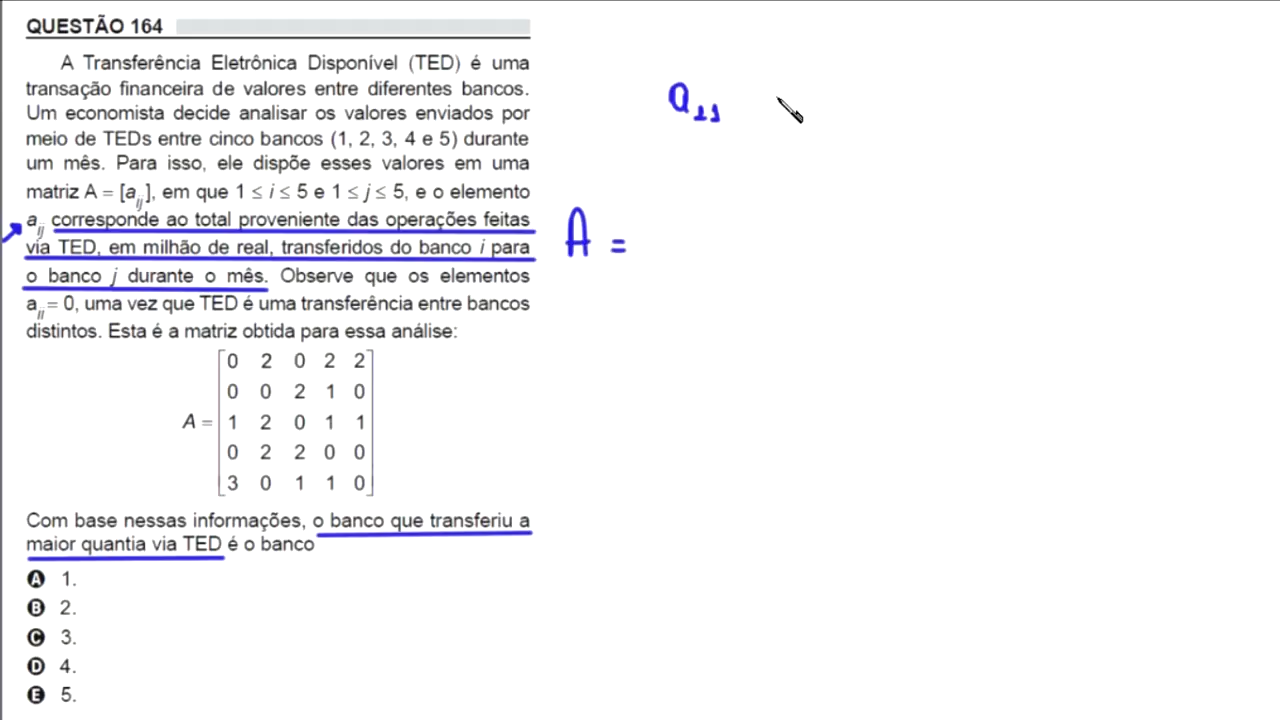 QUESTÃO 164
A Transferência Eletrônica Disponível (TED) é uma
transação financeira de valores entre diferentes bancos.
Um economista decide analisar os valores enviados por
meio de TEDs entre cinco bancos (1, 2, 3, 4 e 5) durante
um mês. Para isso, ele dispõe esses valores em uma
matriz A = [aij], em que 1 ≤ i ≤ 5 e 1 ≤ j ≤ 5, e o elemento
aij corresponde ao total proveniente das operações feitas
via TED, em milhão de real, transferidos do banco i para
o banco j durante o mês. Observe que os elementos
aii = 0, uma vez que TED é uma transferência entre bancos
distintos. Esta é a matriz obtida para essa análise:
0 2 0 2 2
0 0 2 1 0
A = 1 2 0 1 1
0 2 2 0 0
3 0 1 1 0
Com base nessas informações, o banco que transferiu a
maior quantia via TED é o banco
A 1.
B 2.
C 3.
D 4.
E 5.
a11
A =